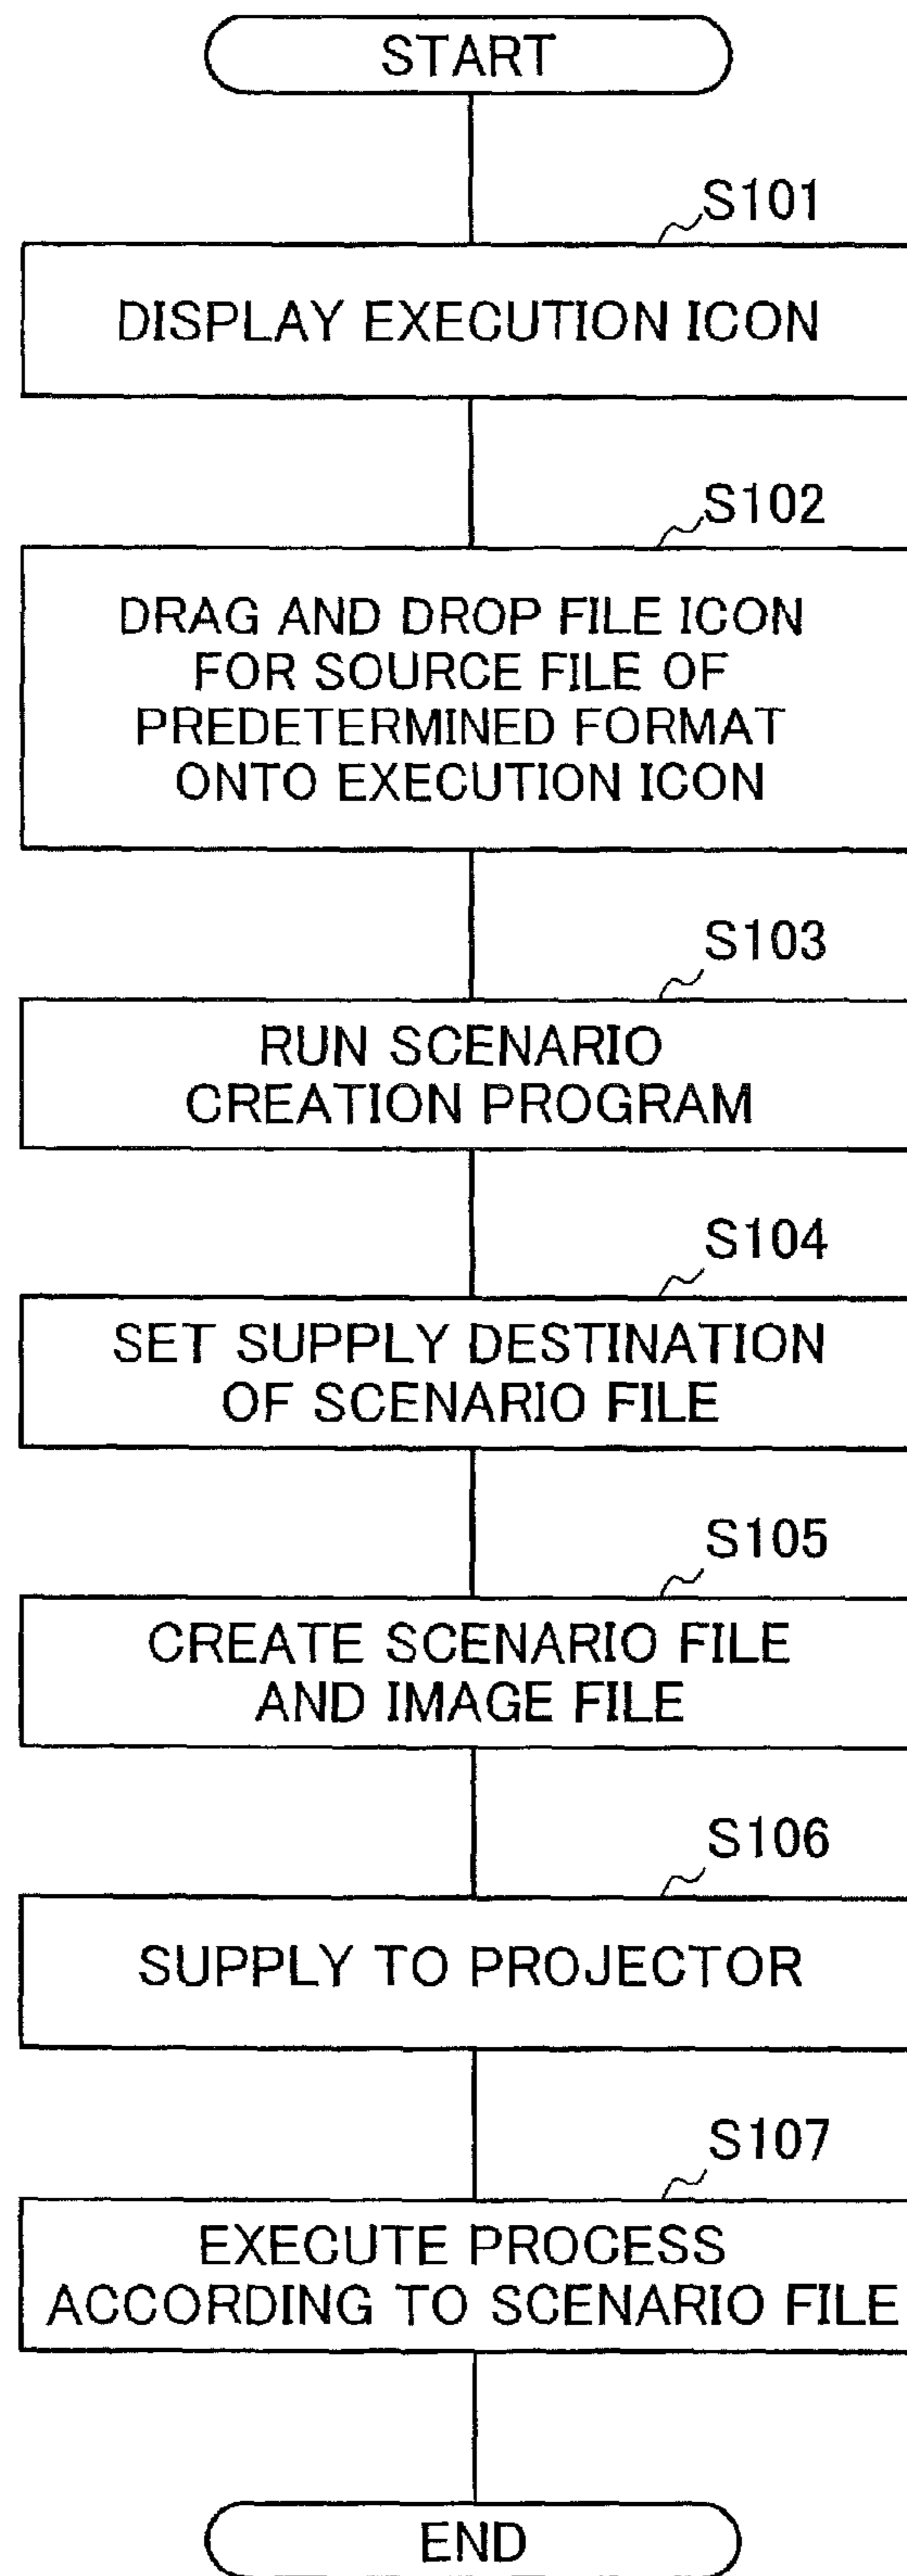 START
S101
DISPLAY EXECUTION ICON
S102
DRAG AND DROP FILE ICON
FOR SOURCE FILE OF
PREDETERMINED FORMAT
ONTO EXECUTION ICON
S103
RUN SCENARIO
CREATION PROGRAM
S104
SET SUPPLY DESTINATION
OF SCENARIO FILE
S105
CREATE SCENARIO FILE
AND IMAGE FILE
S106
SUPPLY TO PROJECTOR
S107
EXECUTE PROCESS
ACCORDING TO SCENARIO FILE
END